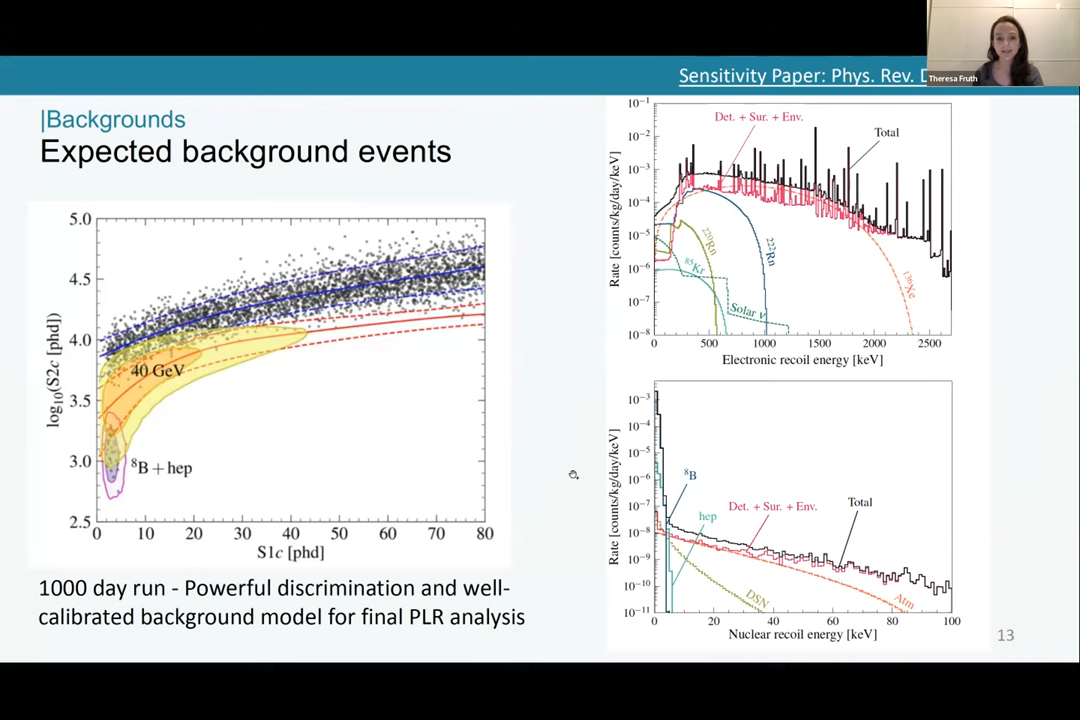 Sensitivity Paper: Phys. Rev. D
Theresa Fruth
|Backgrounds
Expected background events
5.0
4.5
4.0
3.5
3.0
2.5
log₁₀(S2c [phd])
40 GeV
⁸B + hep
0 10 20 30 40 50 60 70 80
S1c [phd]
1000 day run - Powerful discrimination and well-
calibrated background model for final PLR analysis
10⁻¹
10⁻²
10⁻³
10⁻⁴
10⁻⁵
10⁻⁶
10⁻⁷
10⁻⁸
Rate [counts/kg/day/keV]
Det. + Sur. + Env.
Total
²²⁰Rn
²²²Rn
⁸⁵Kr
Solar ν
¹³⁶Xe
0 500 1000 1500 2000 2500
Electronic recoil energy [keV]
10⁻³
10⁻⁴
10⁻⁵
10⁻⁶
10⁻⁷
10⁻⁸
10⁻⁹
10⁻¹⁰
10⁻¹¹
Rate [counts/kg/day/keV]
⁸B
hep
Det. + Sur. + Env.
Total
DSN
Atm
0 20 40 60 80 100
Nuclear recoil energy [keV]
13